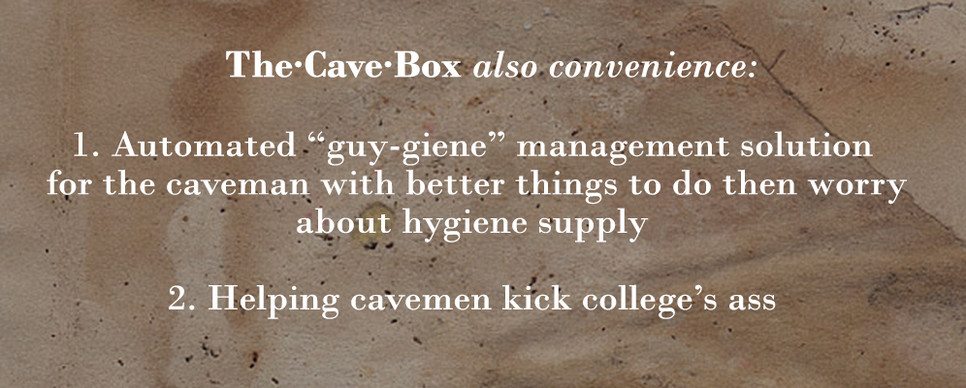 The·Cave·Box also convenience:
1. Automated “guy-giene” management solution
for the caveman with better things to do then worry
about hygiene supply
2. Helping cavemen kick college’s ass